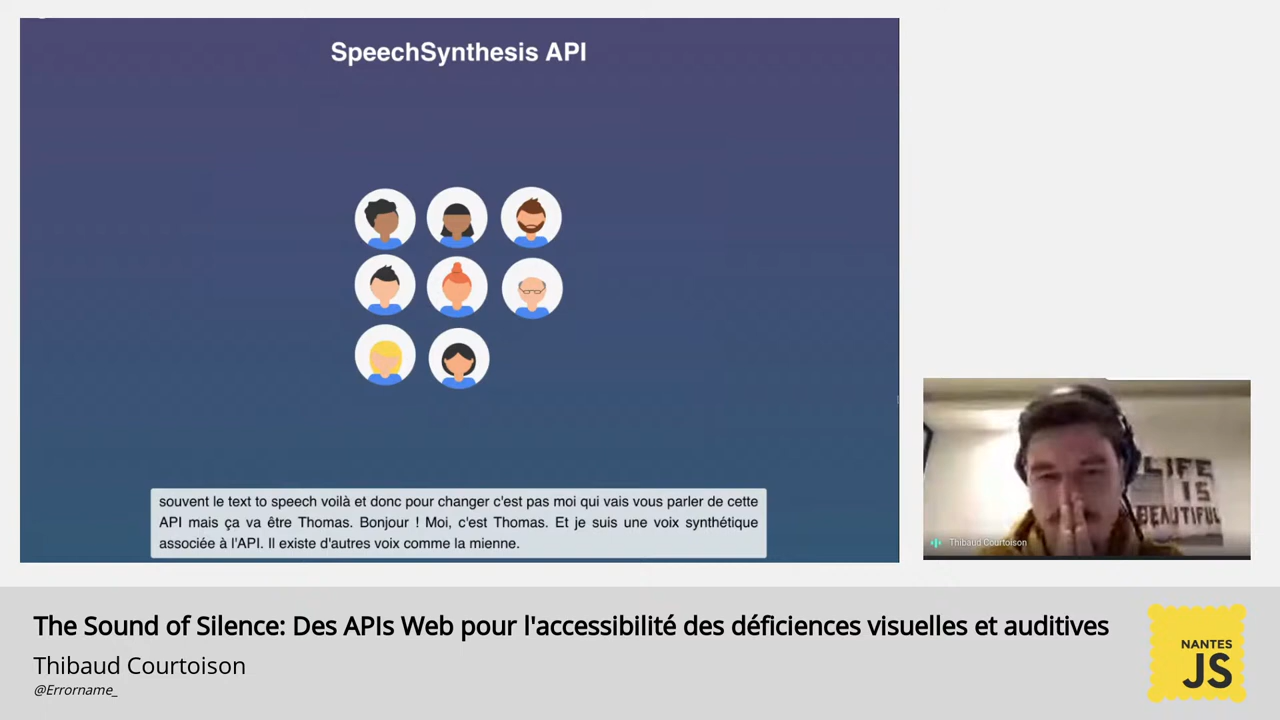 SpeechSynthesis API
souvent le text to speech voilà et donc pour changer c'est pas moi qui vais vous parler de cette
API mais ça va être Thomas. Bonjour ! Moi, c'est Thomas. Et je suis une voix synthétique
associée à l'API. Il existe d'autres voix comme la mienne.
LIFE
IS
BEAUTIFUL
Thibaud Courtoison
The Sound of Silence: Des APIs Web pour l'accessibilité des déficiences visuelles et auditives
Thibaud Courtoison
@Errorname_
NANTES
JS